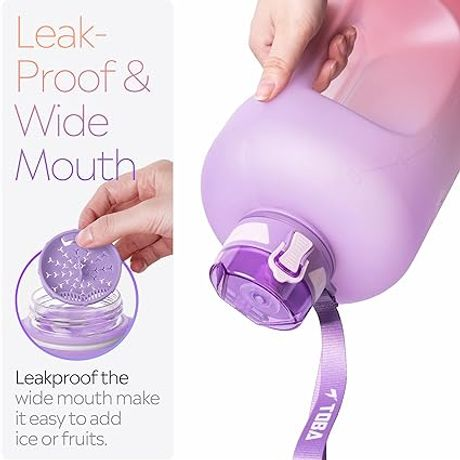 Leak-
Proof &
Wide
Mouth
Leakproof the
wide mouth make
it easy to add
ice or fruits.
TOBA